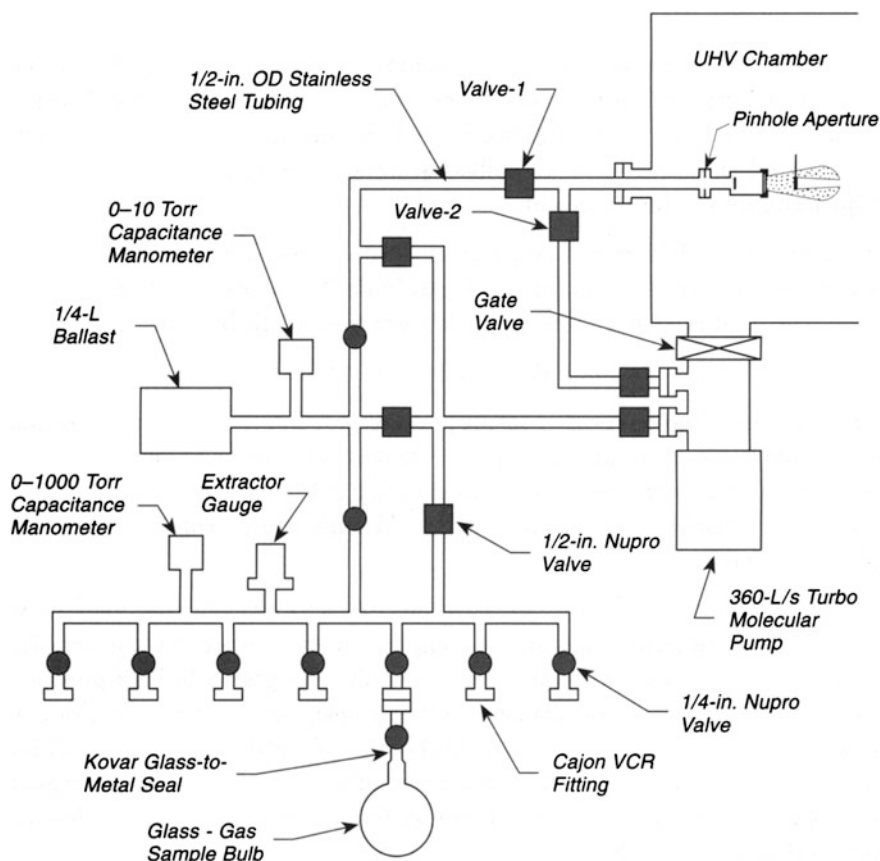 UHV Chamber
1/2-in. OD Stainless
Steel Tubing
Valve-1
Pinhole Aperture
0–10 Torr
Capacitance
Manometer
Valve-2
1/4-L
Ballast
Gate
Valve
0–1000 Torr
Capacitance
Manometer
Extractor
Gauge
1/2-in. Nupro
Valve
360-L/s Turbo
Molecular
Pump
1/4-in. Nupro
Valve
Kovar Glass-to-
Metal Seal
Cajon VCR
Fitting
Glass - Gas
Sample Bulb